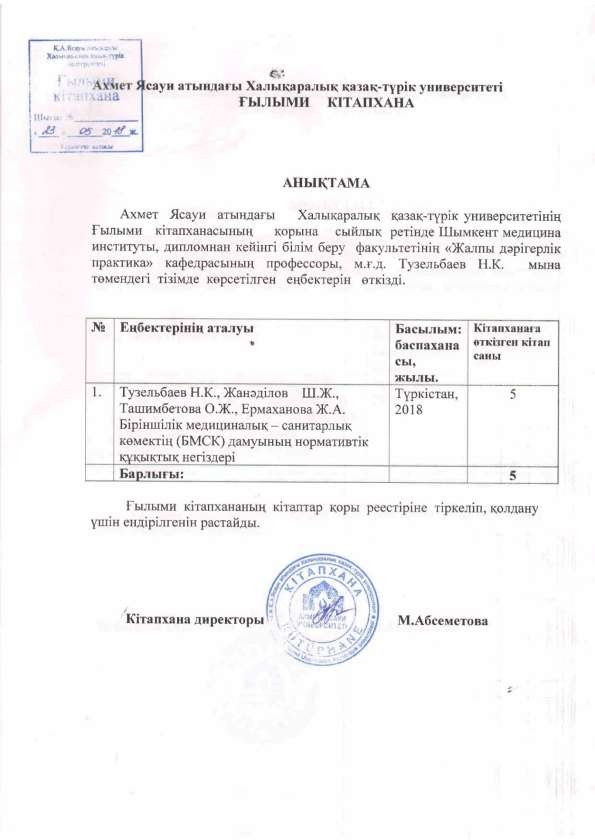 Қ.А.Ясауи атындағы
Халықаралық қазақ-түрік
университеті
Ғылыми
кітапхана
Шығыс №
« 23 » 05 2018 ж.
Ахмет Ясауи атындағы Халықаралық қазақ-түрік университеті
ҒЫЛЫМИ КІТАПХАНА
АНЫҚТАМА
Ахмет Ясауи атындағы Халықаралық қазақ-түрік университетінің
Ғылыми кітапханасының қорына сыйлық ретінде Шымкент медицина
институты, дипломнан кейінгі білім беру факультетінің «Жалпы дәрігерлік
практика» кафедрасының профессоры, м.ғ.д. Тузельбаев Н.К. мына
төмендегі тізімде көрсетілген еңбектерін өткізді.
№ Еңбектерінің аталуы Басылым: баспахана сы, жылы. Кітапханаға өткізген кітап саны
1. Тузельбаев Н.К., Жанәділов Ш.Ж., Түркістан, 5
Ташимбетова О.Ж., Ермаханова Ж.А. 2018
Біріншілік медициналық – санитарлық
көмектің (БМСК) дамуының нормативтік
құқықтық негіздері
Барлығы: 5
Ғылыми кітапхананың кітаптар қоры реестіріне тіркеліп, қолдану
үшін ендірілгенін растайды.
Кітапхана директоры М.Абсеметова
КІТАПХАНА
KÜTÜPHANE